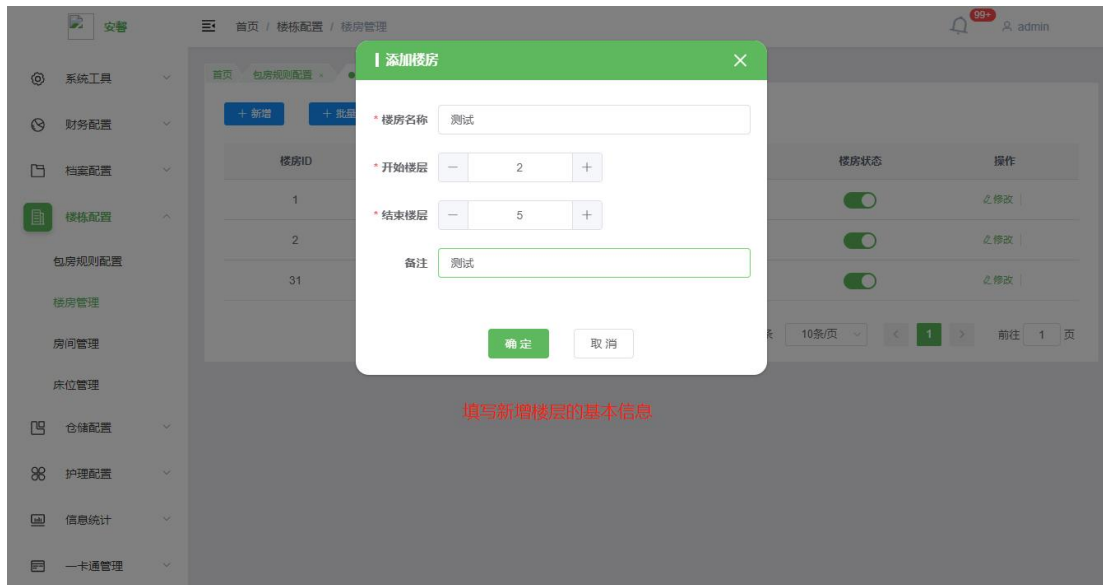 安馨
首页 / 楼栋配置 / 楼房管理
99+
admin
系统工具
财务配置
档案配置
楼栋配置
包房规则配置
楼房管理
房间管理
床位管理
仓储配置
护理配置
信息统计
一卡通管理
首页
包房规则配置
+ 新增
+ 批量
楼房ID
楼房状态
操作
1
修改
2
修改
31
修改
条
10条/页
<
1
>
前往 1 页
添加楼房
* 楼房名称 测试
* 开始楼层 — 2 +
* 结束楼层 — 5 +
备注 测试
确定
取消
填写新增楼层的基本信息